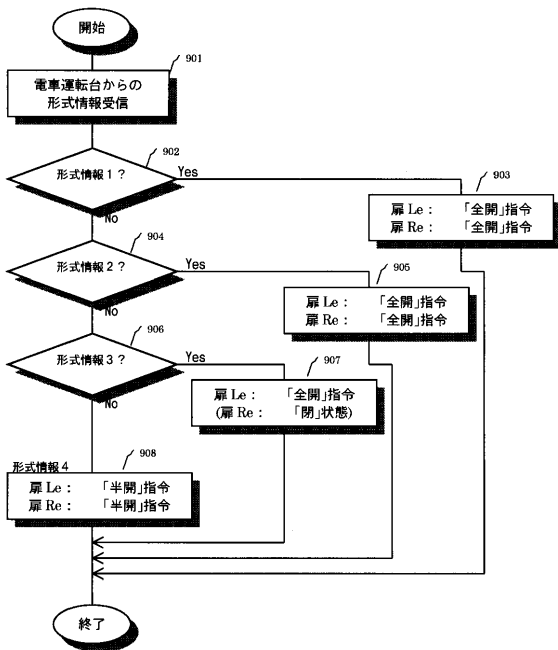 開始
901
電車運転台からの
形式情報受信
902
形式情報1?
Yes
No
903
扉 Le: 「全開」指令
扉 Re: 「全開」指令
904
形式情報2?
Yes
No
905
扉 Le: 「全開」指令
扉 Re: 「全開」指令
906
形式情報3?
Yes
No
907
扉 Le: 「全開」指令
(扉 Re: 「閉」状態)
908
形式情報4
扉 Le: 「半開」指令
扉 Re: 「半開」指令
終了